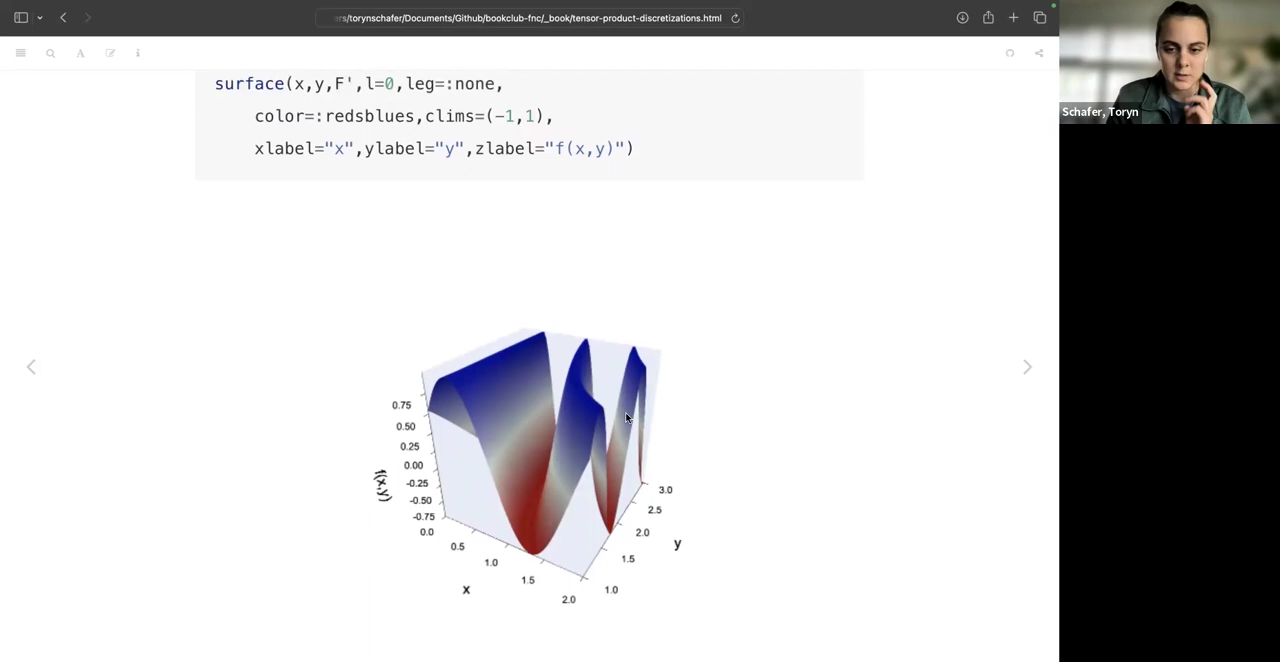 ers/torynschafer/Documents/Github/bookclub-fnc/_book/tensor-product-discretizations.html
Schafer, Toryn
surface(x,y,F',l=0,leg=:none,
color=:redsblues,clims=(-1,1),
xlabel="x",ylabel="y",zlabel="f(x,y)")
0.75
0.50
0.25
0.00
-0.25
-0.50
-0.75
f(x,y)
0.0
0.5
1.0
1.5
2.0
x
1.0
1.5
2.0
2.5
3.0
y